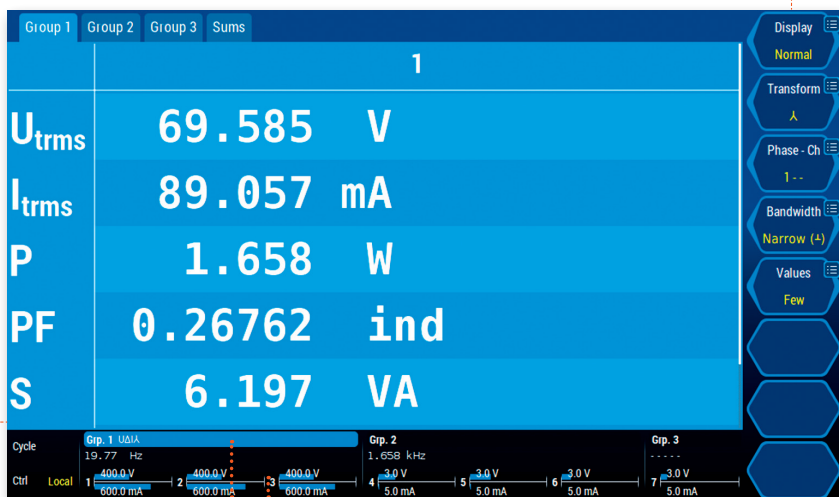 Group 1 Group 2 Group 3 Sums
1
Utrms 69.585 V
Itrms 89.057 mA
P 1.658 W
PF 0.26762 ind
S 6.197 VA
Display
Normal
Transform
⅄
Phase - Ch
1 - -
Bandwidth
Narrow (⊥)
Values
Few
Cycle
Grp. 1 UΔI⅄
19.77 Hz
Grp. 2
1.658 kHz
Grp. 3
-----
Ctrl Local
1 400.0 V
600.0 mA
2 400.0 V
600.0 mA
3 400.0 V
600.0 mA
4 3.0 V
5.0 mA
5 3.0 V
5.0 mA
6 3.0 V
5.0 mA
7 3.0 V
5.0 mA